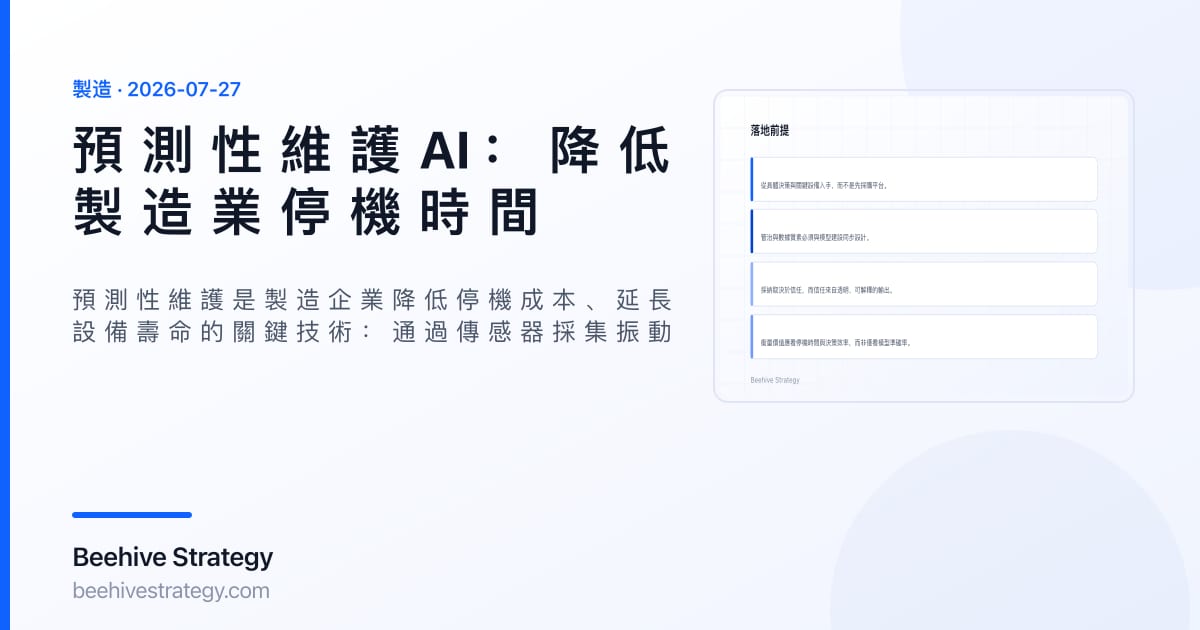 製造 · 2026-07-27
預測性維護AI： 降低
製造業停機時間
預測性維護是製造企業降低停機成本、延長
設備壽命的關鍵技術： 通過傳感器採集振動
落地前提
從具體決策與關鍵設備入手，而不是先採購平台。
管治與數據質素必須與模型建設同步設計。
採納取決於信任，而信任來自透明、可解釋的輸出。
衡量價值應看停機時間與決策效率，而非僅看模型準確率。
Beehive Strategy
Beehive Strategy
beehivestrategy.com